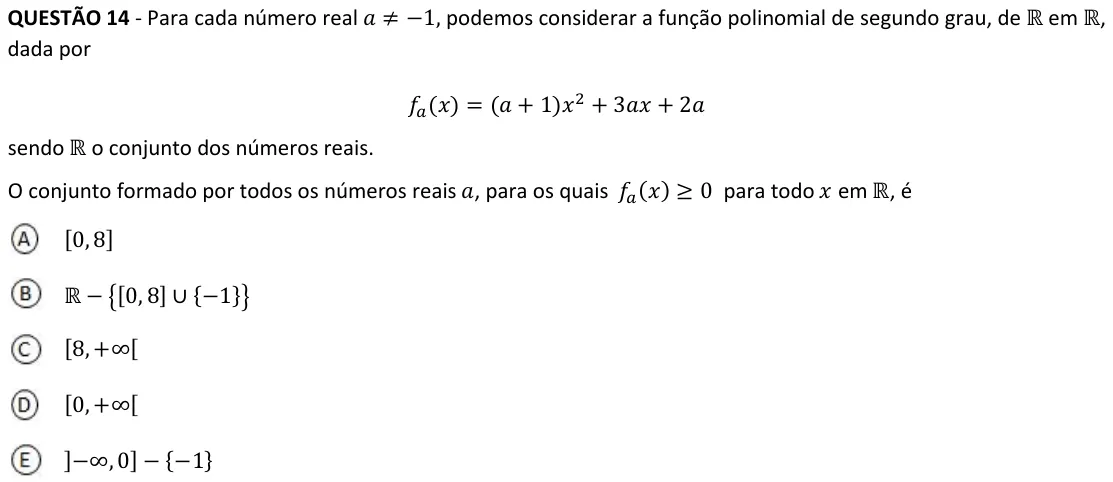 QUESTÃO 14 - Para cada número real a ≠ −1, podemos considerar a função polinomial de segundo grau, de ℝ em ℝ,
dada por
fₐ(x) = (a + 1)x² + 3ax + 2a
sendo ℝ o conjunto dos números reais.
O conjunto formado por todos os números reais a, para os quais fₐ(x) ≥ 0 para todo x em ℝ, é
A [0,8]
B ℝ − {[0,8] ∪ {−1}}
C [8,+∞[
D [0,+∞[
E ]−∞,0] − {−1}